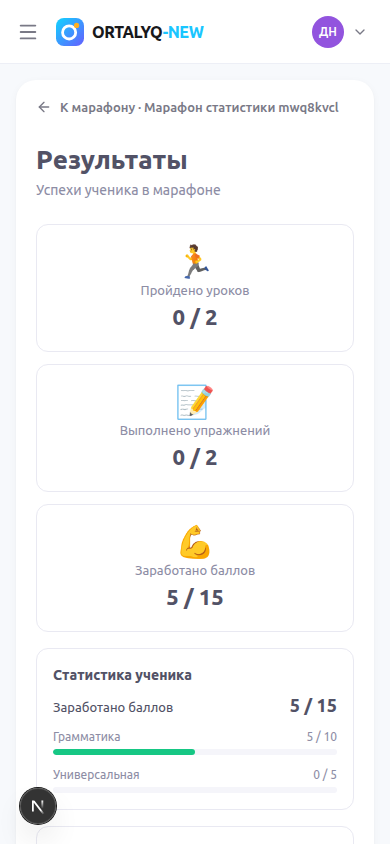 ORTALYQ-NEW
ДН
К марафону · Марафон статистики mwq8kvcl
Результаты
Успехи ученика в марафоне
Пройдено уроков
0 / 2
Выполнено упражнений
0 / 2
Заработано баллов
5 / 15
Статистика ученика
Заработано баллов 5 / 15
Грамматика 5 / 10
Универсальная 0 / 5
N